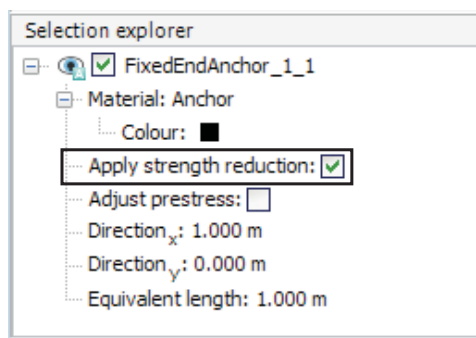 Selection explorer
FixedEndAnchor_1_1
Material: Anchor
Colour:
Apply strength reduction:
Adjust prestress:
Directionx: 1.000 m
Directiony: 0.000 m
Equivalent length: 1.000 m